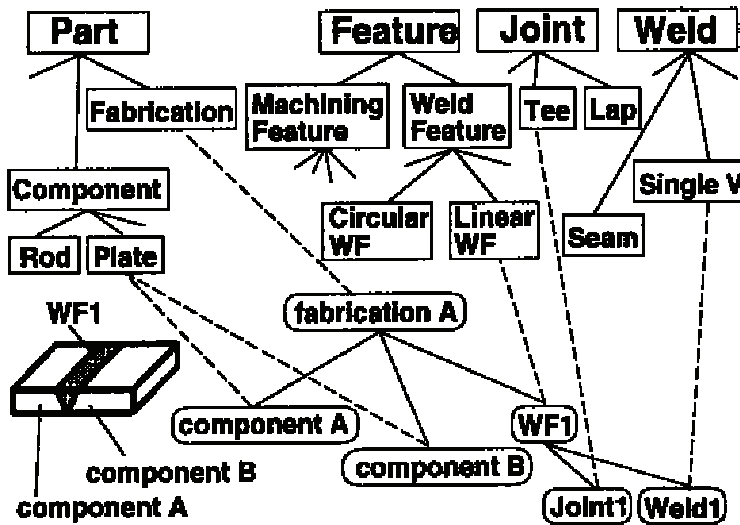 Part
Feature
Joint
Weld
Fabrication
Machining
Feature
Weld
Feature
Tee
Lap
Component
Single V
Circular
WF
Linear
WF
Seam
Rod
Plate
WF1
fabrication A
component A
WF1
component B
component B
component A
Joint1
Weld1